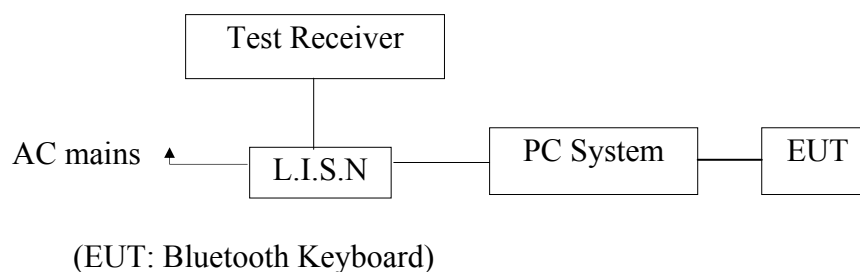 Test Receiver
AC mains
L.I.S.N
PC System
EUT
(EUT: Bluetooth Keyboard)